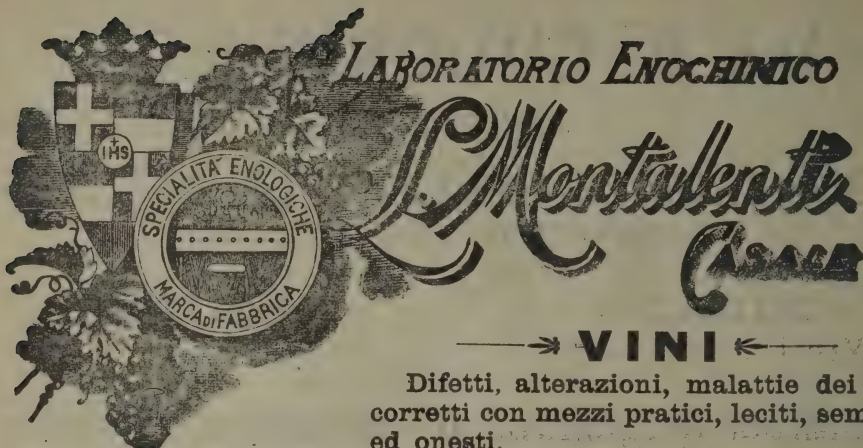 LABORATORIO ENOCHIMICO
L. Montalenti
CASALE
IHS
SPECIALITÀ ENOLOGICHE
MARCA DI FABBRICA
VINI
Difetti, alterazioni, malattie dei
corretti con mezzi pratici, leciti, sem
ed onesti.